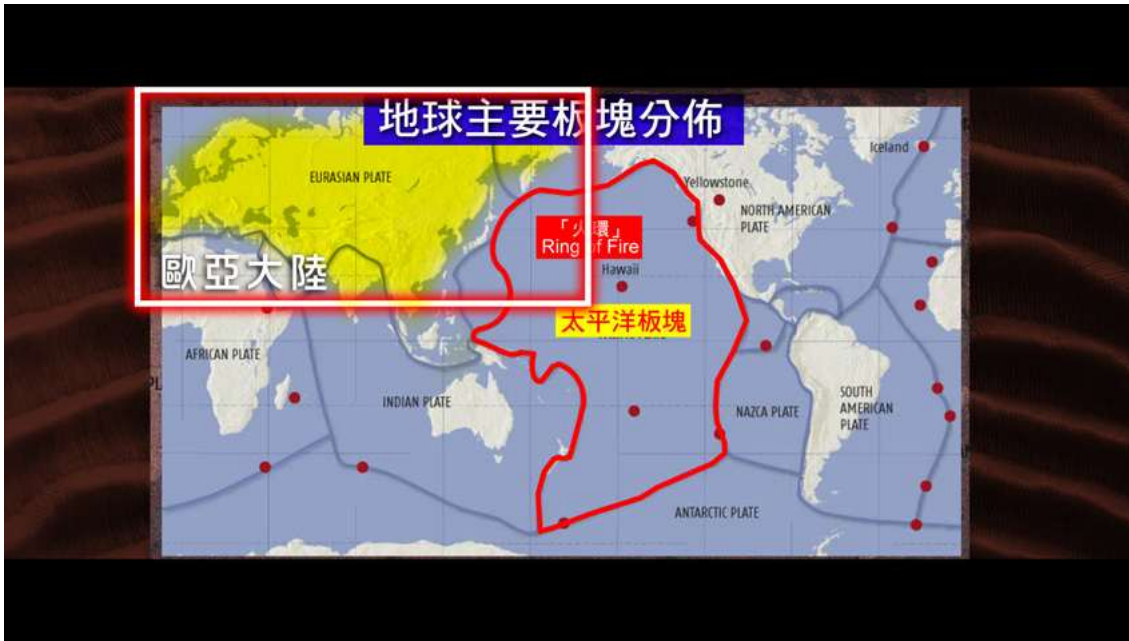 地球主要板塊分佈
Iceland
EURASIAN PLATE
Yellowstone
NORTH AMERICAN
PLATE
「火環」
Ring of Fire
歐亞大陸
Hawaii
太平洋板塊
AFRICAN PLATE
PL
INDIAN PLATE
NAZCA PLATE
SOUTH
AMERICAN
PLATE
ANTARCTIC PLATE